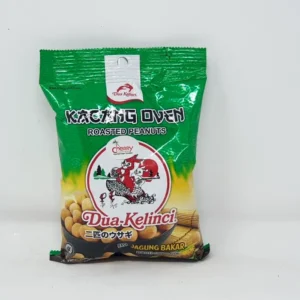 Dua Kelinci
KACANG OVEN
ROASTED PEANUTS
Dua-Kelinci
二匹のウサギ
JAGUNG BAKAR